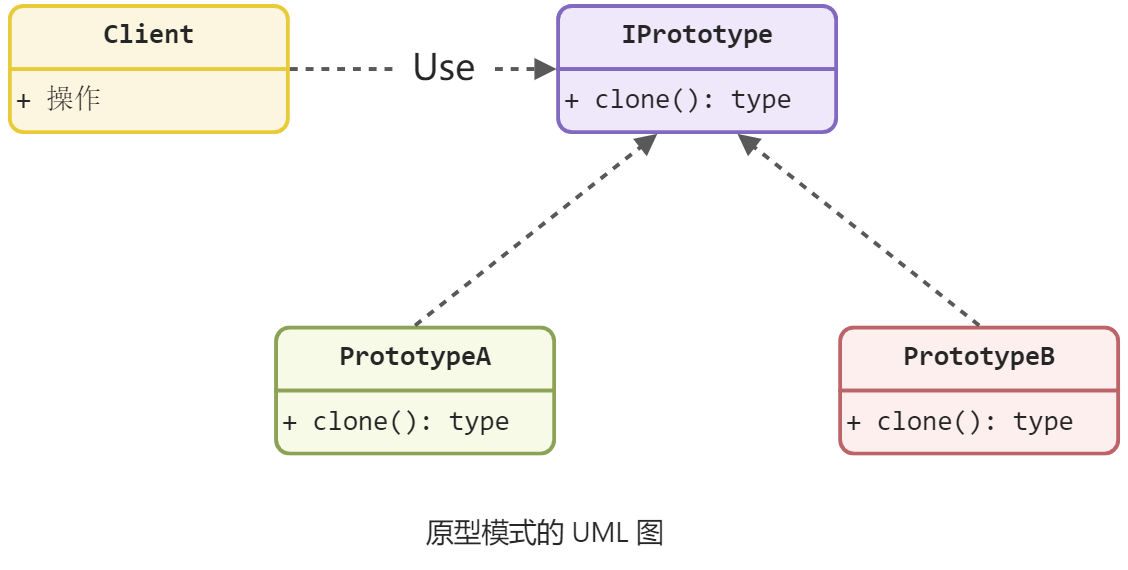 Client
+ 操作
Use
IPrototype
+ clone(): type
PrototypeA
+ clone(): type
PrototypeB
+ clone(): type
原型模式的 UML 图